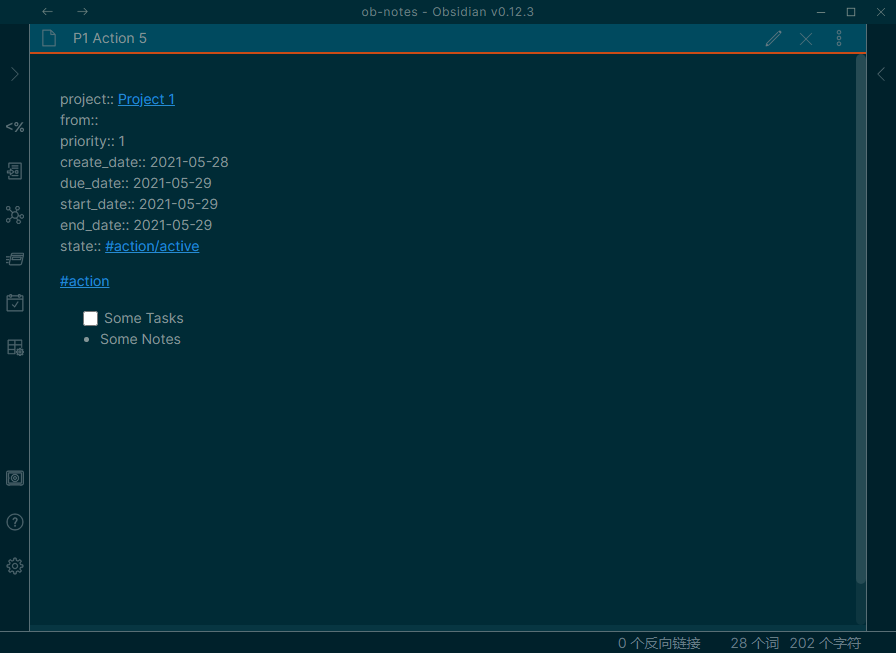 ob-notes - Obsidian v0.12.3
P1 Action 5
<%
project:: Project 1
from::
priority:: 1
create_date:: 2021-05-28
due_date:: 2021-05-29
start_date:: 2021-05-29
end_date:: 2021-05-29
state:: #action/active
#action
Some Tasks
Some Notes
0 个反向链接 28 个词 202 个字符